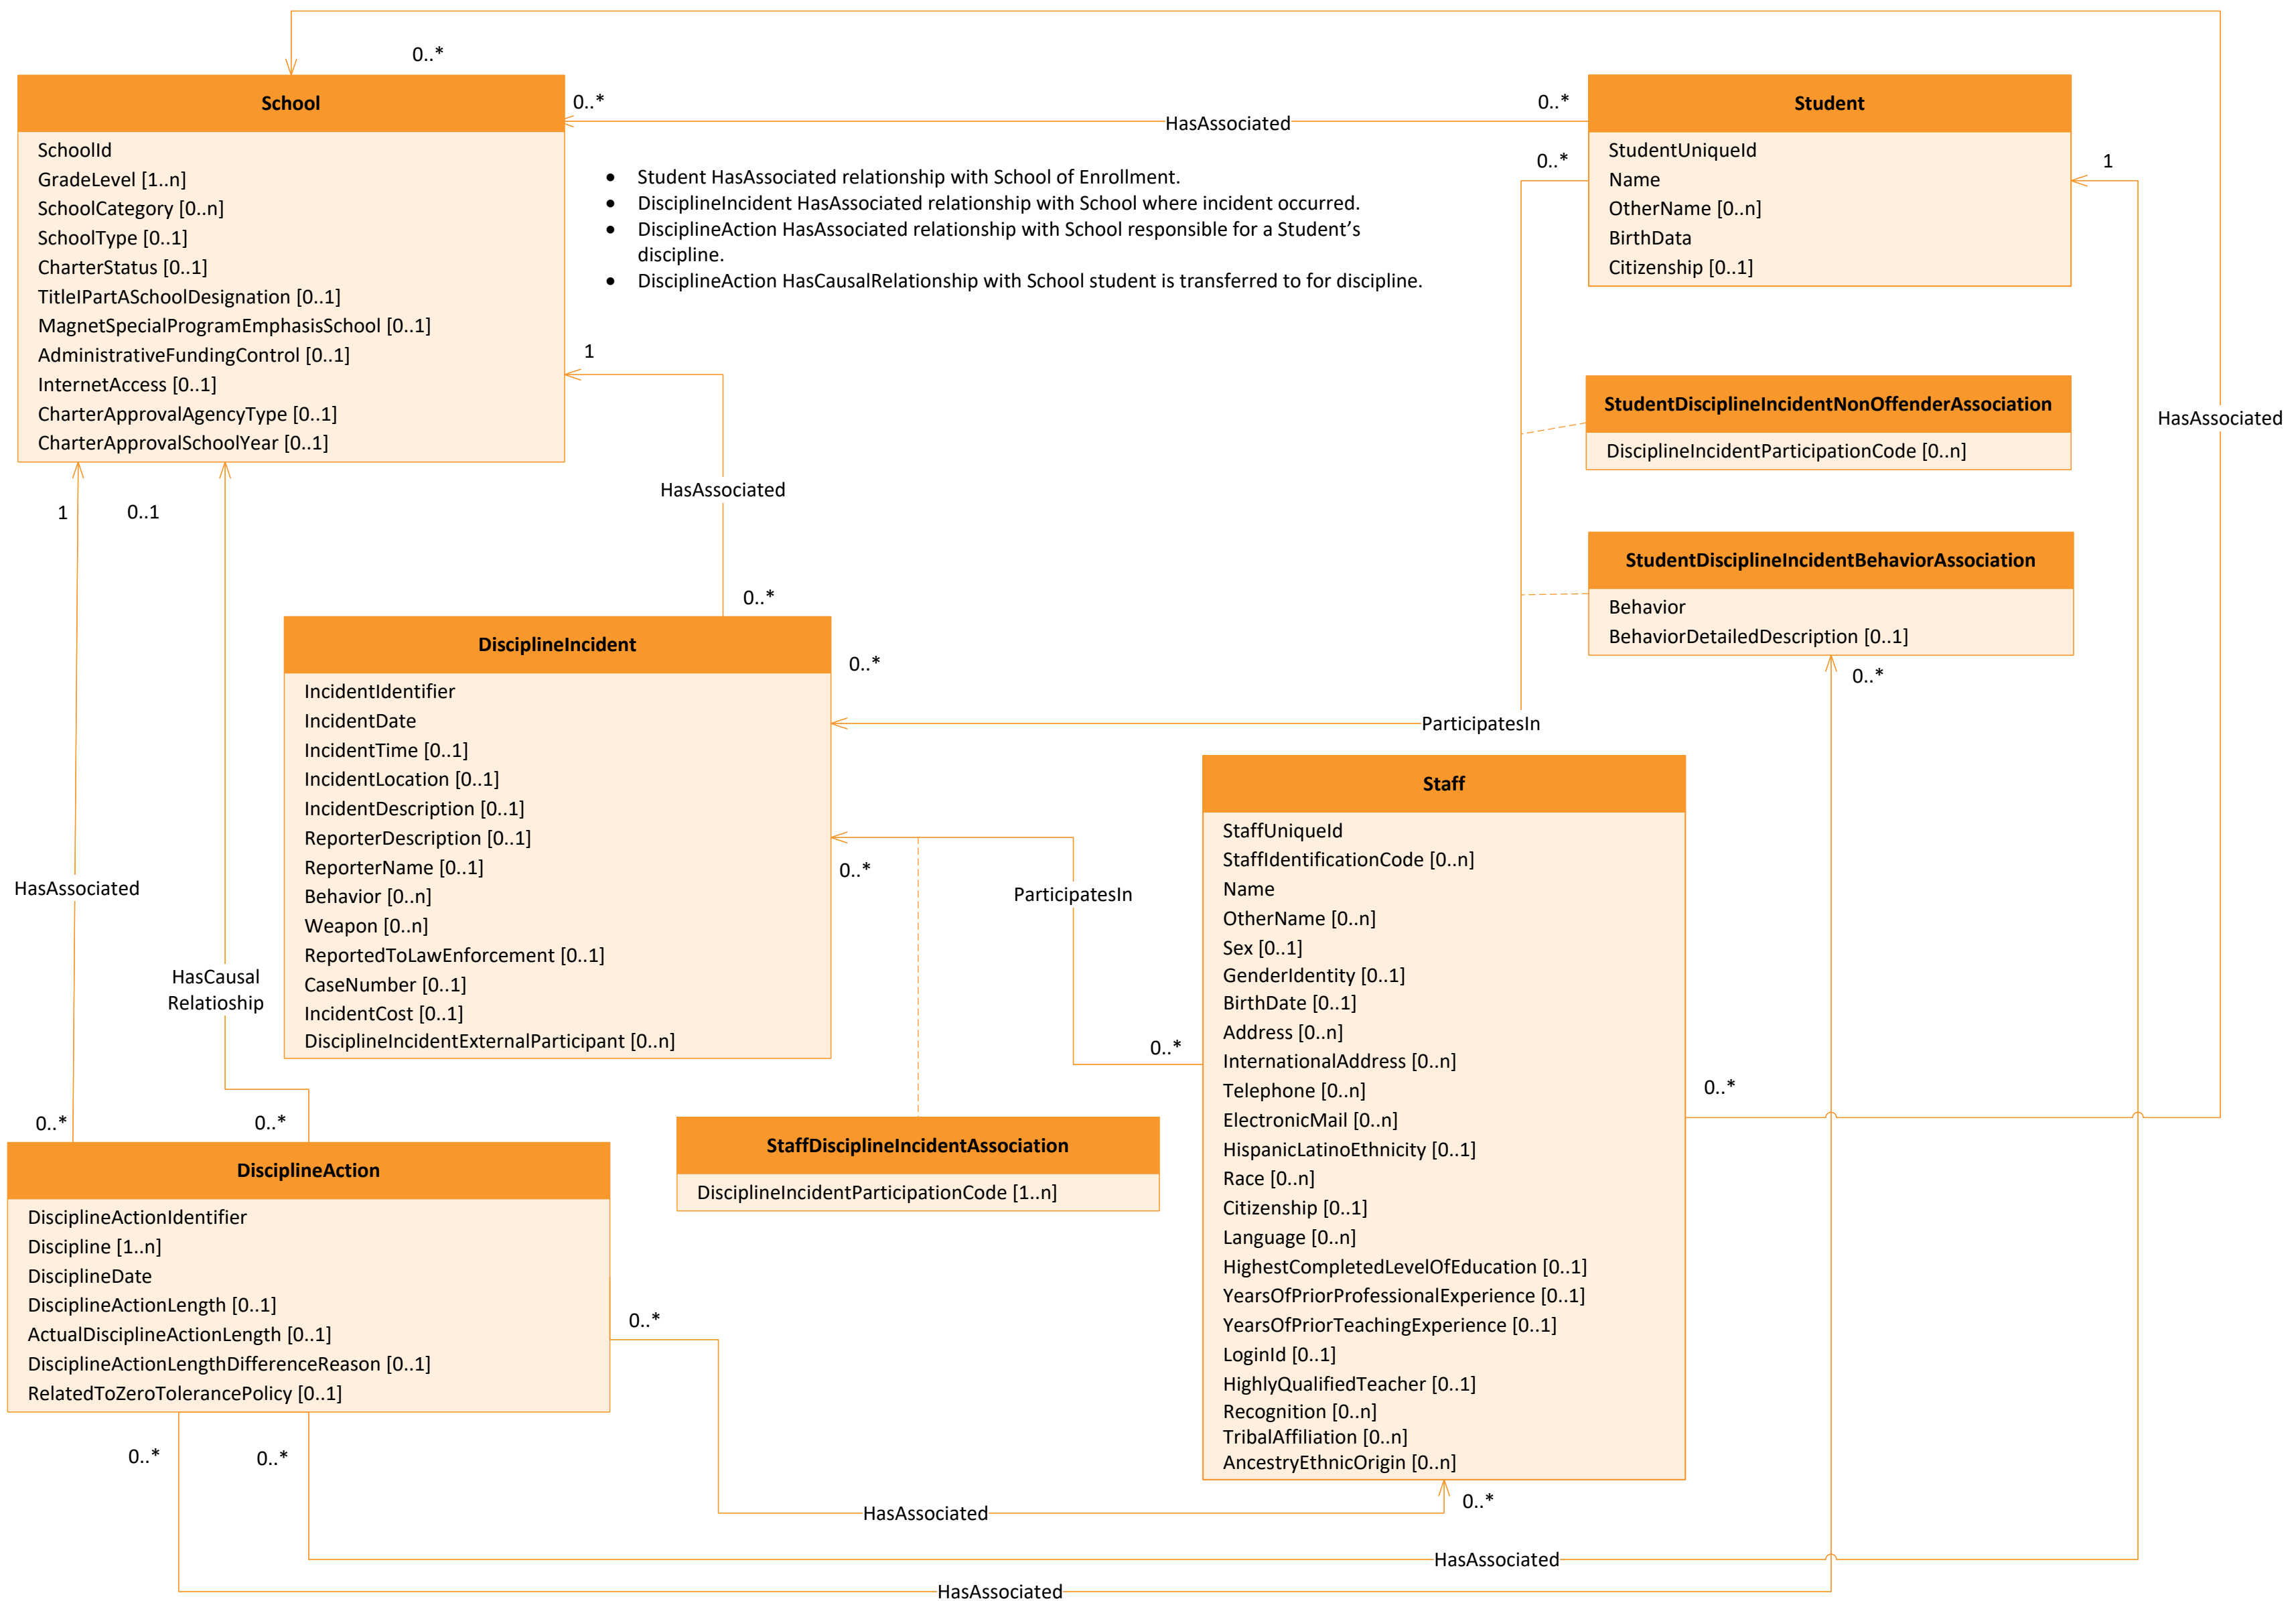 0..*
School
SchoolId
GradeLevel [1..n]
SchoolCategory [0..n]
SchoolType [0..1]
CharterStatus [0..1]
TitleIPartASchoolDesignation [0..1]
MagnetSpecialProgramEmphasisSchool [0..1]
AdministrativeFundingControl [0..1]
InternetAccess [0..1]
CharterApprovalAgencyType [0..1]
CharterApprovalSchoolYear [0..1]
0..*
HasAssociated
0..*
Student
StudentUniqueId
Name
OtherName [0..n]
BirthData
Citizenship [0..1]
0..*
1
• Student HasAssociated relationship with School of Enrollment.
• DisciplineIncident HasAssociated relationship with School where incident occurred.
• DisciplineAction HasAssociated relationship with School responsible for a Student’s
discipline.
• DisciplineAction HasCausalRelationship with School student is transferred to for discipline.
1
HasAssociated
0..*
StudentDisciplineIncidentNonOffenderAssociation
DisciplineIncidentParticipationCode [0..n]
HasAssociated
StudentDisciplineIncidentBehaviorAssociation
Behavior
BehaviorDetailedDescription [0..1]
0..*
1
0..1
DisciplineIncident
IncidentIdentifier
IncidentDate
IncidentTime [0..1]
IncidentLocation [0..1]
IncidentDescription [0..1]
ReporterDescription [0..1]
ReporterName [0..1]
Behavior [0..n]
Weapon [0..n]
ReportedToLawEnforcement [0..1]
CaseNumber [0..1]
IncidentCost [0..1]
DisciplineIncidentExternalParticipant [0..n]
0..*
ParticipatesIn
0..*
ParticipatesIn
0..*
Staff
StaffUniqueId
StaffIdentificationCode [0..n]
Name
OtherName [0..n]
Sex [0..1]
GenderIdentity [0..1]
BirthDate [0..1]
Address [0..n]
InternationalAddress [0..n]
Telephone [0..n]
ElectronicMail [0..n]
HispanicLatinoEthnicity [0..1]
Race [0..n]
Citizenship [0..1]
Language [0..n]
HighestCompletedLevelOfEducation [0..1]
YearsOfPriorProfessionalExperience [0..1]
YearsOfPriorTeachingExperience [0..1]
LoginId [0..1]
HighlyQualifiedTeacher [0..1]
Recognition [0..n]
TribalAffiliation [0..n]
AncestryEthnicOrigin [0..n]
0..*
HasAssociated
HasCausal
Relatioship
0..*
0..*
StaffDisciplineIncidentAssociation
DisciplineIncidentParticipationCode [1..n]
DisciplineAction
DisciplineActionIdentifier
Discipline [1..n]
DisciplineDate
DisciplineActionLength [0..1]
ActualDisciplineActionLength [0..1]
DisciplineActionLengthDifferenceReason [0..1]
RelatedToZeroTolerancePolicy [0..1]
0..*
0..*
0..*
HasAssociated
0..*
HasAssociated
HasAssociated